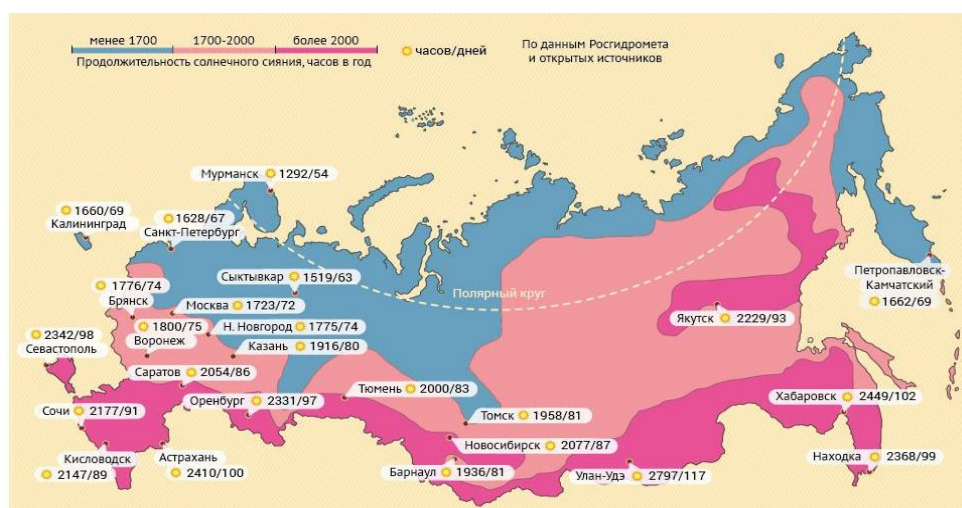 менее 1700 1700-2000 более 2000
Продолжительность солнечного сияния, часов в год
часов/дней
По данным Росгидромета
и открытых источников
Мурманск 1292/54
1660/69
Калининград
1628/67
Санкт-Петербург
Сыктывкар 1519/63
1776/74
Брянск
Москва 1723/72
Полярный круг
Петропавловск-
Камчатский
1662/69
1800/75
Воронеж
Н. Новгород 1775/74
Якутск 2229/93
2342/98
Севастополь
Казань 1916/80
Саратов 2054/86
Тюмень 2000/83
Оренбург 2331/97
Хабаровск 2449/102
Сочи 2177/91
Томск 1958/81
Новосибирск 2077/87
Кисловодск
2147/89
Астрахань
2410/100
Барнаул 1936/81
Улан-Удэ 2797/117
Находка 2368/99